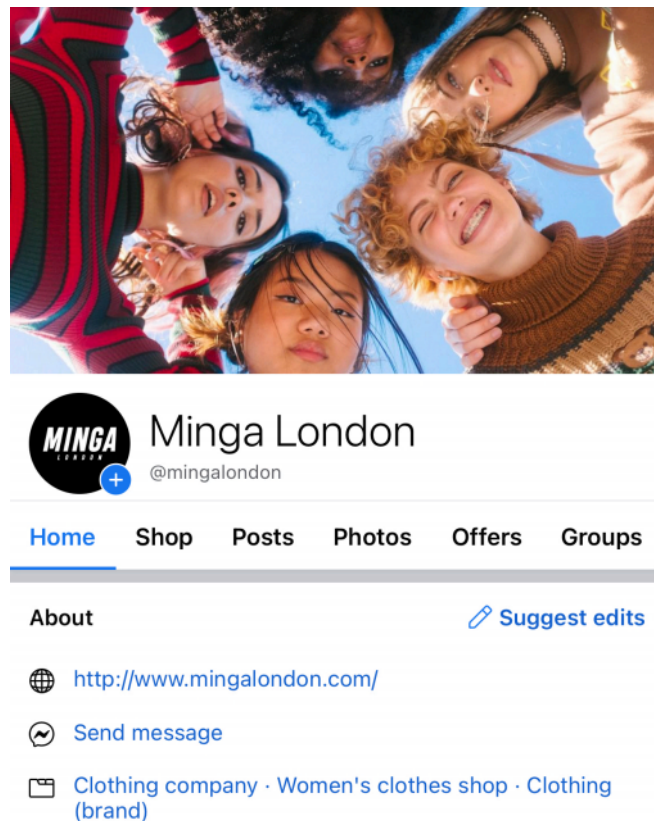 MINGA
LONDON
Minga London
@mingalondon
Home Shop Posts Photos Offers Groups
About
Suggest edits
http://www.mingalondon.com/
Send message
Clothing company · Women's clothes shop · Clothing
(brand)